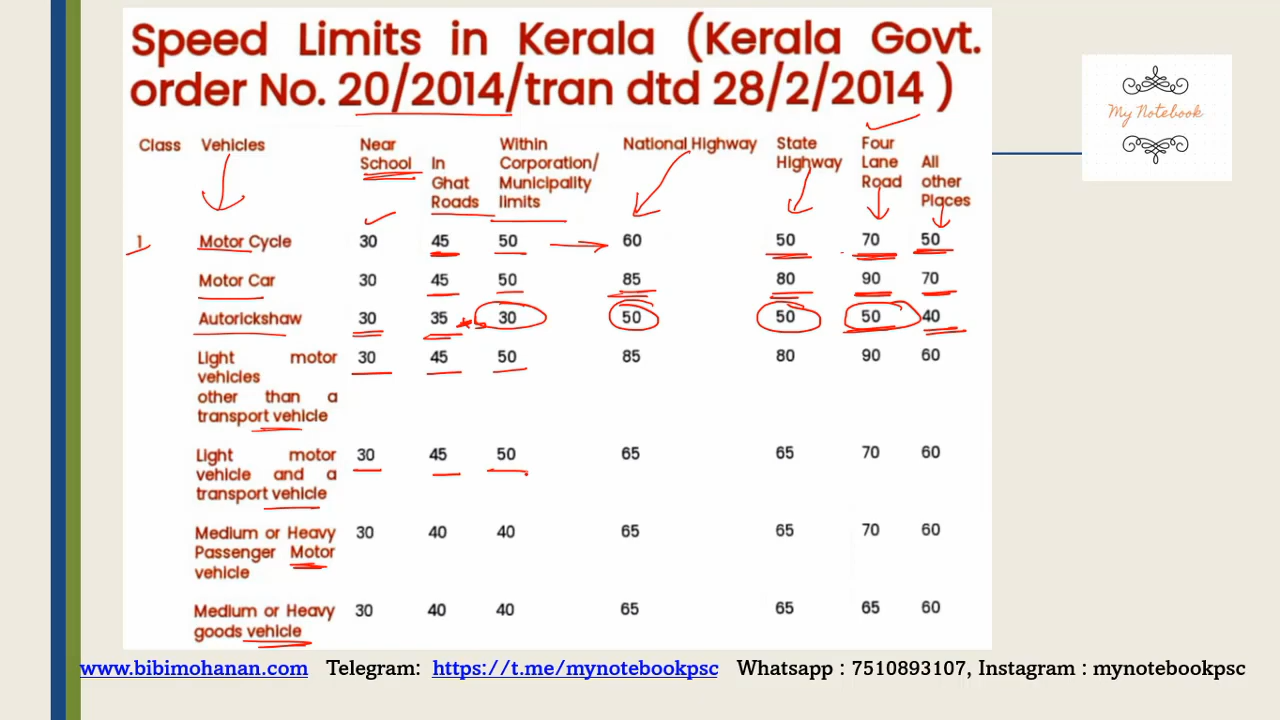 Speed Limits in Kerala (Kerala Govt.
order No. 20/2014/tran dtd 28/2/2014 )
My Notebook
Class Vehicles Near School In Ghat Roads Within Corporation/ Municipality limits National Highway State Highway Four Lane Road All other Places
1 Motor Cycle 30 45 50 60 50 70 50
Motor Car 30 45 50 85 80 90 70
Autorickshaw 30 35 30 50 50 50 40
Light motor 30 45 50 85 80 90 60
vehicles
other than a
transport vehicle
Light motor 30 45 50 65 65 70 60
vehicle and a
transport vehicle
Medium or Heavy 30 40 40 65 65 70 60
Passenger Motor
vehicle
Medium or Heavy 30 40 40 65 65 65 60
goods vehicle
www.bibimohanan.com Telegram: https://t.me/mynotebookpsc Whatsapp : 7510893107, Instagram : mynotebookpsc